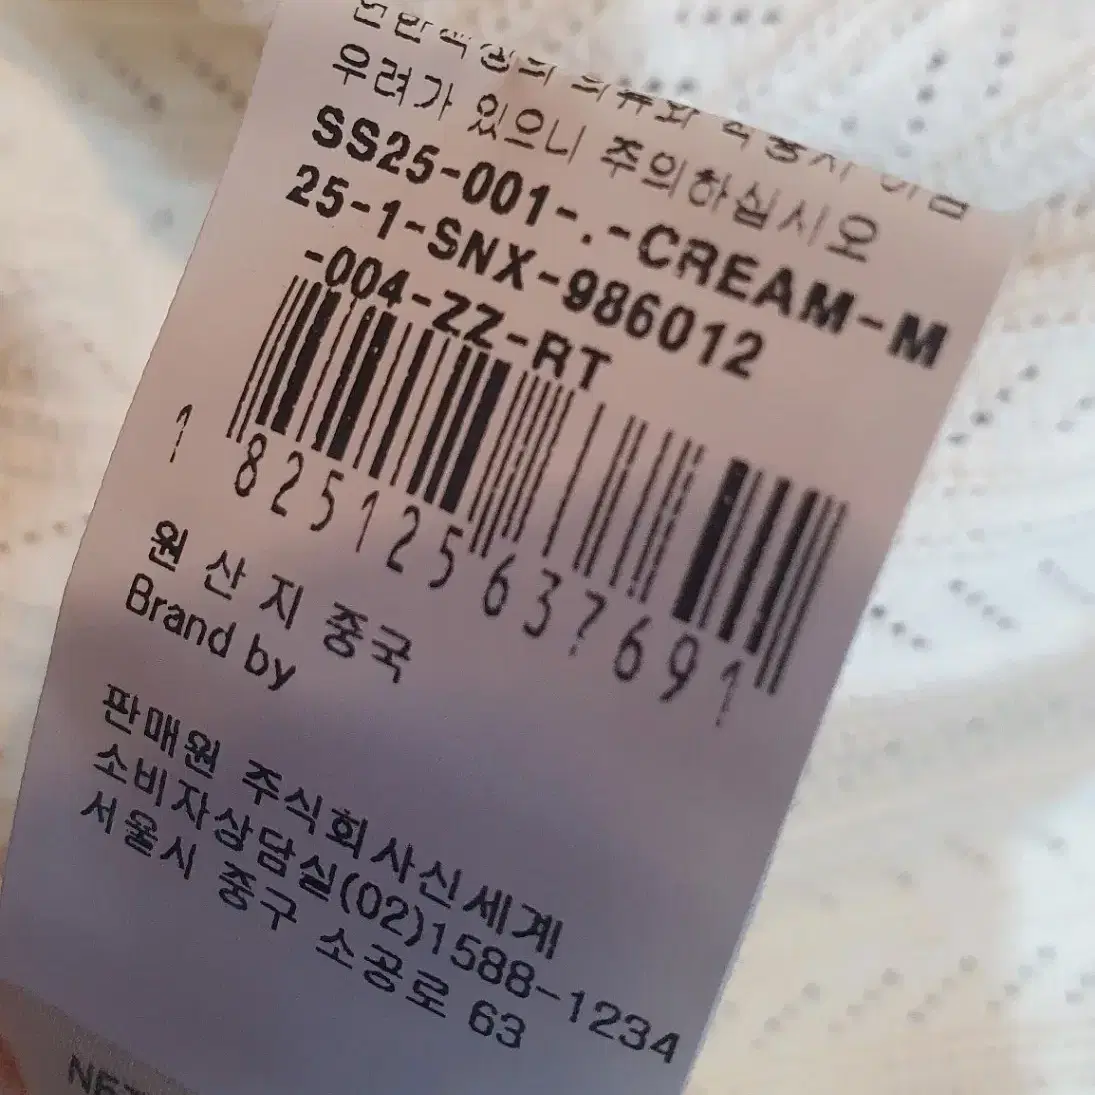 우려가 있으니 주의하십시오
SS25-001-.-CREAM-M
25-1-SNX-986012
-004-ZZ-RT
1 825125 637691
원 산 지 중국
Brand by
판매원 주식회사신세계
소비자상담실(02)1588-1234
서울시 중구 소공로 63